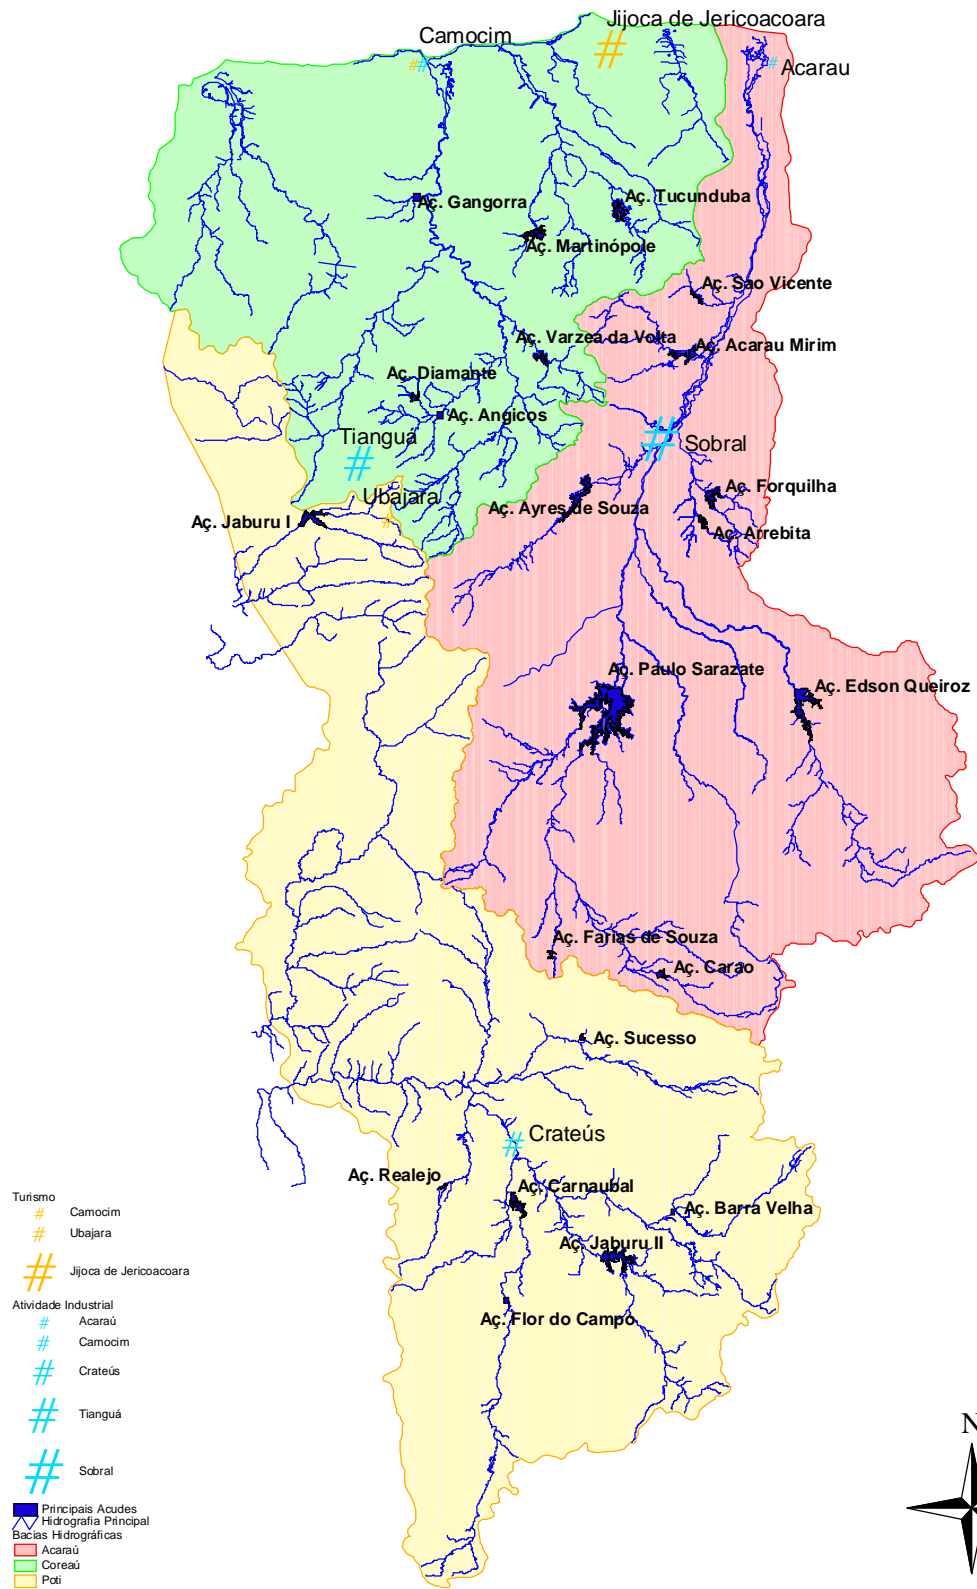 Jijoca de Jericoacoara
Camocim
Acarau
Aç. Gangorra
Aç. Tucunduba
Aç. Martinópole
Aç. Sao Vicente
Aç. Varzea da Volta
Aç. Acarau Mirim
Aç. Diamante
Aç. Angicos
Tianguá
Sobral
Ubajara
Aç. Forquilha
Aç. Jaburu I
Aç. Ayres de Souza
Aç. Arrebita
Aç. Paulo Sarazate
Aç. Edson Queiroz
Aç. Farias de Souza
Aç. Carao
Aç. Sucesso
Crateús
Aç. Realejo
Aç. Carnaubal
Aç. Barra Velha
Aç. Jaburu II
Aç. Flor do Campo
Turismo
Camocim
Ubajara
Jijoca de Jericoacoara
Atividade Industrial
Acaraú
Camocim
Crateús
Tianguá
Sobral
Principais Acudes
Hidrografia Principal
Bacias Hidrográficas
Acaraú
Coreaú
Poti
N